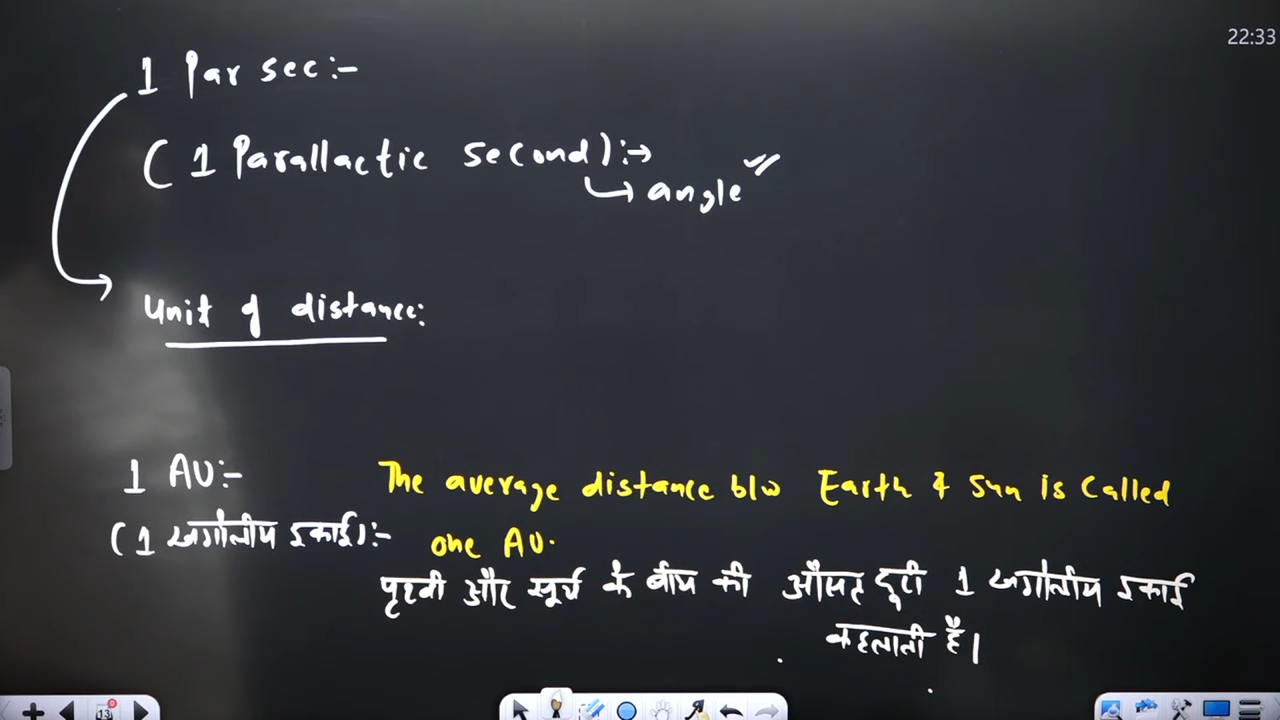 22:33
1 Par sec:-
( 1 Parallactic second ):→
→ angle
Unit of distance:
1 AU:-
The average distance b/w Earth & Sun is Called
(1 खगोलीय इकाई):-
one AU.
पृथ्वी और सूर्य के बीच की औसत दूरी 1 खगोलीय इकाई
कहलाती है।
13